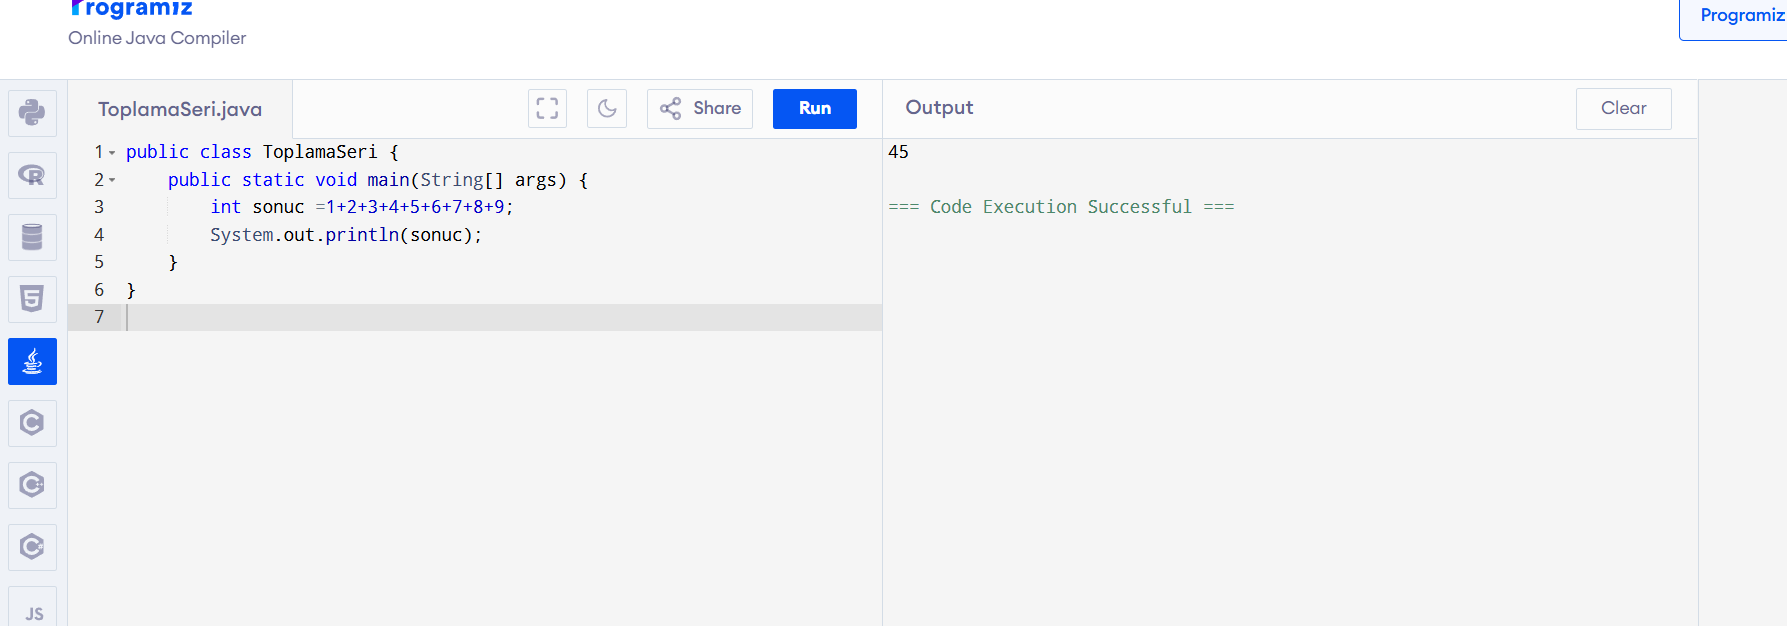 Programiz
Online Java Compiler
Programiz
ToplamaSeri.java
Share
Run
Output
Clear
1 public class ToplamaSeri {
2 public static void main(String[] args) {
3 int sonuc =1+2+3+4+5+6+7+8+9;
4 System.out.println(sonuc);
5 }
6 }
7
45
=== Code Execution Successful ===
JS